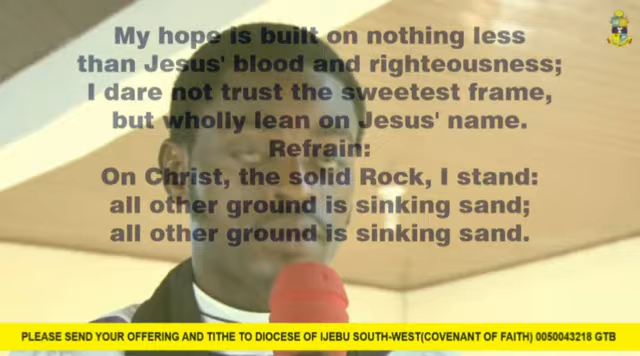 My hope is built on nothing less
than Jesus' blood and righteousness;
I dare not trust the sweetest frame,
but wholly lean on Jesus' name.
Refrain:
On Christ, the solid Rock, I stand:
all other ground is sinking sand;
all other ground is sinking sand.
PLEASE SEND YOUR OFFERING AND TITHE TO DIOCESE OF IJEBU SOUTH-WEST(COVENANT OF FAITH) 0050043218 GTB